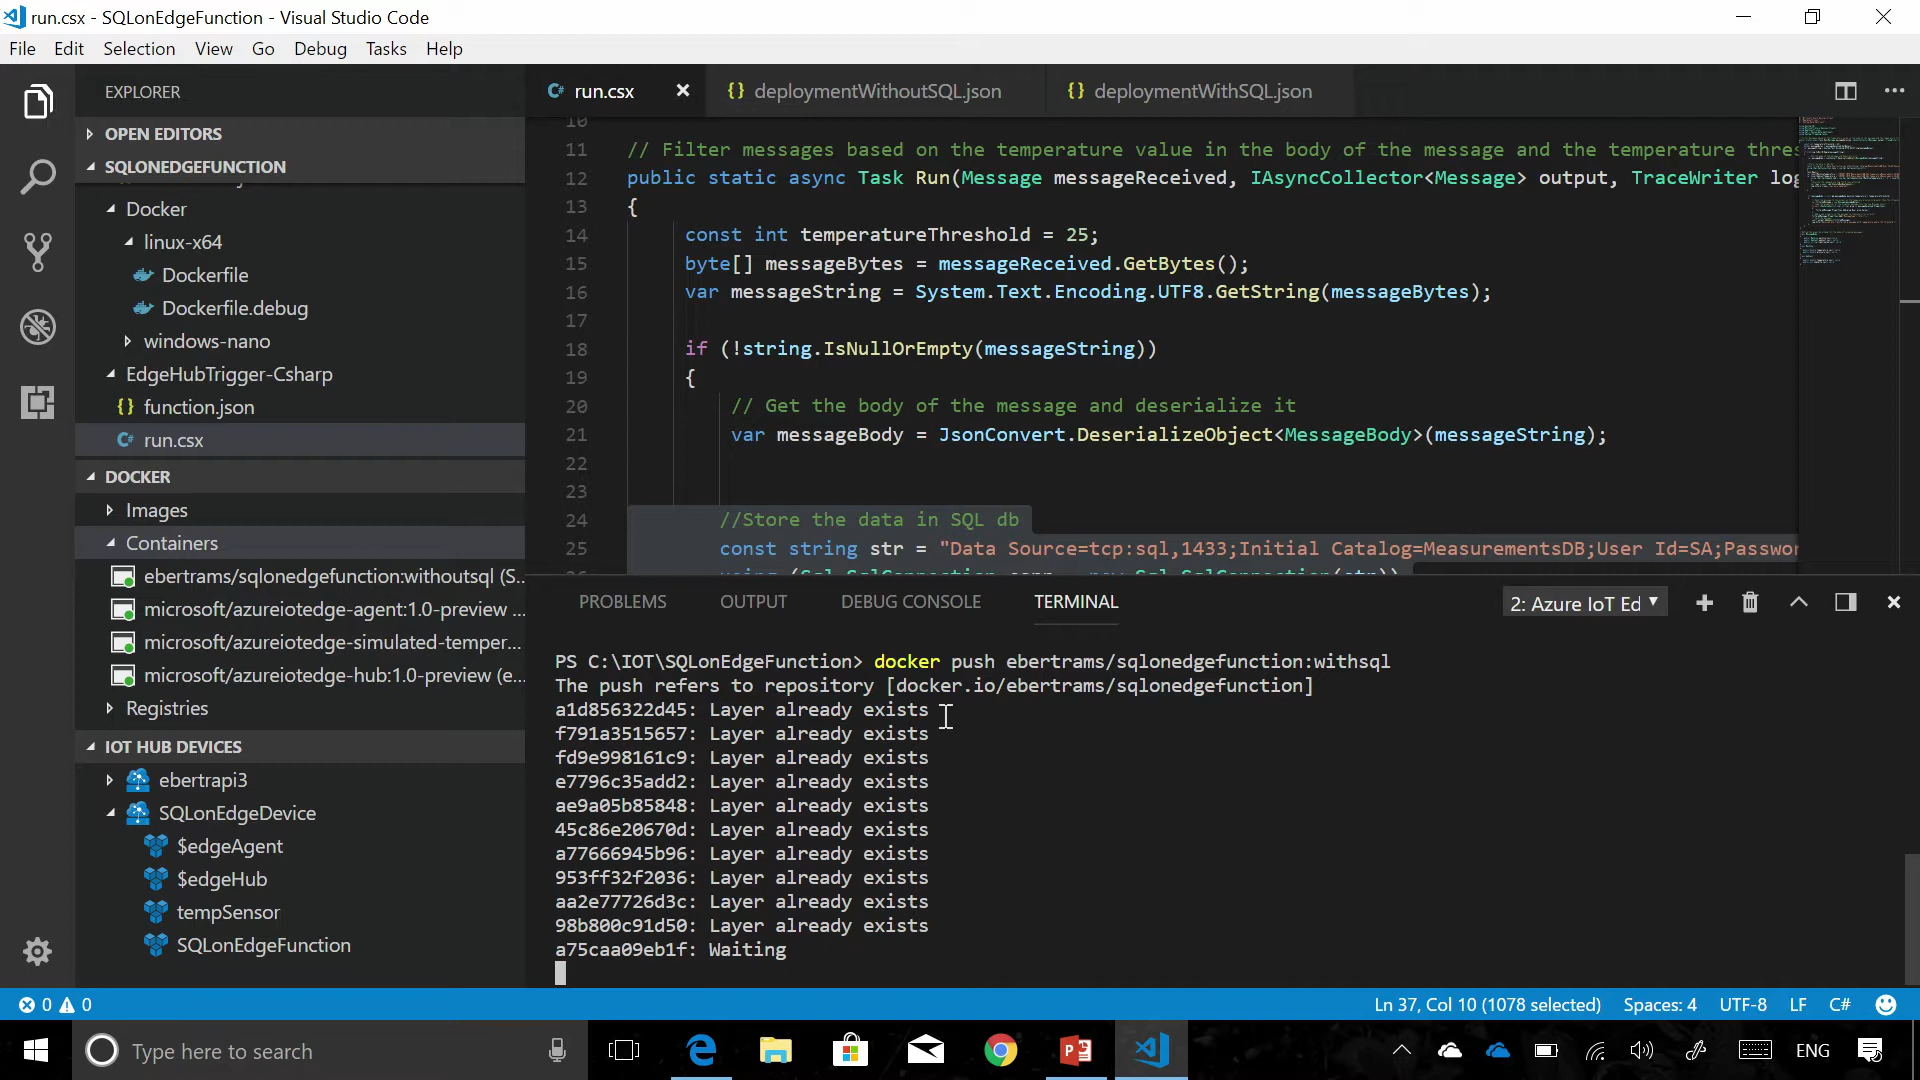 run.csx - SQLonEdgeFunction - Visual Studio Code
File Edit Selection View Go Debug Tasks Help
EXPLORER
OPEN EDITORS
SQLONEDGEFUNCTION
Docker
linux-x64
Dockerfile
Dockerfile.debug
windows-nano
EdgeHubTrigger-Csharp
{} function.json
C# run.csx
DOCKER
Images
Containers
ebertrams/sqlonedgefunction:withoutsql (S...
microsoft/azureiotedge-agent:1.0-preview ...
microsoft/azureiotedge-simulated-temper...
microsoft/azureiotedge-hub:1.0-preview (e...
Registries
IOT HUB DEVICES
ebertrapi3
SQLonEdgeDevice
$edgeAgent
$edgeHub
tempSensor
SQLonEdgeFunction
C# run.csx {} deploymentWithoutSQL.json {} deploymentWithSQL.json
10
11 // Filter messages based on the temperature value in the body of the message and the temperature thres
12 public static async Task Run(Message messageReceived, IAsyncCollector<Message> output, TraceWriter log
13 {
14 const int temperatureThreshold = 25;
15 byte[] messageBytes = messageReceived.GetBytes();
16 var messageString = System.Text.Encoding.UTF8.GetString(messageBytes);
17
18 if (!string.IsNullOrEmpty(messageString))
19 {
20 // Get the body of the message and deserialize it
21 var messageBody = JsonConvert.DeserializeObject<MessageBody>(messageString);
22
23
24 //Store the data in SQL db
25 const string str = "Data Source=tcp:sql,1433;Initial Catalog=MeasurementsDB;User Id=SA;Passwor
PROBLEMS OUTPUT DEBUG CONSOLE TERMINAL 2: Azure IoT Ed
PS C:\IOT\SQLonEdgeFunction> docker push ebertrams/sqlonedgefunction:withsql
The push refers to repository [docker.io/ebertrams/sqlonedgefunction]
a1d856322d45: Layer already exists
f791a3515657: Layer already exists
fd9e998161c9: Layer already exists
e7796c35add2: Layer already exists
ae9a05b85848: Layer already exists
45c86e20670d: Layer already exists
a77666945b96: Layer already exists
953ff32f2036: Layer already exists
aa2e77726d3c: Layer already exists
98b800c91d50: Layer already exists
a75caa09eb1f: Waiting
0 0 Ln 37, Col 10 (1078 selected) Spaces: 4 UTF-8 LF C#
Type here to search ENG